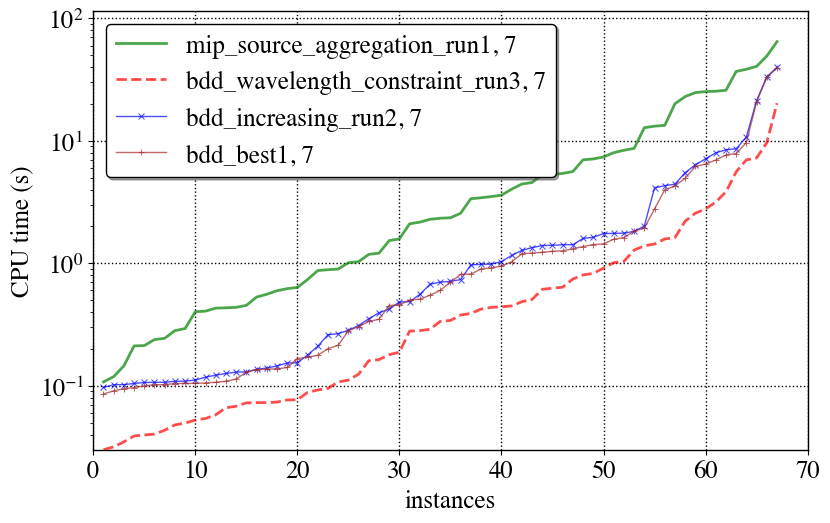 mip_source_aggregation_run1, 7
bdd_wavelength_constraint_run3, 7
bdd_increasing_run2, 7
bdd_best1, 7
10²
10¹
10⁰
10⁻¹
CPU time (s)
0 10 20 30 40 50 60 70
instances